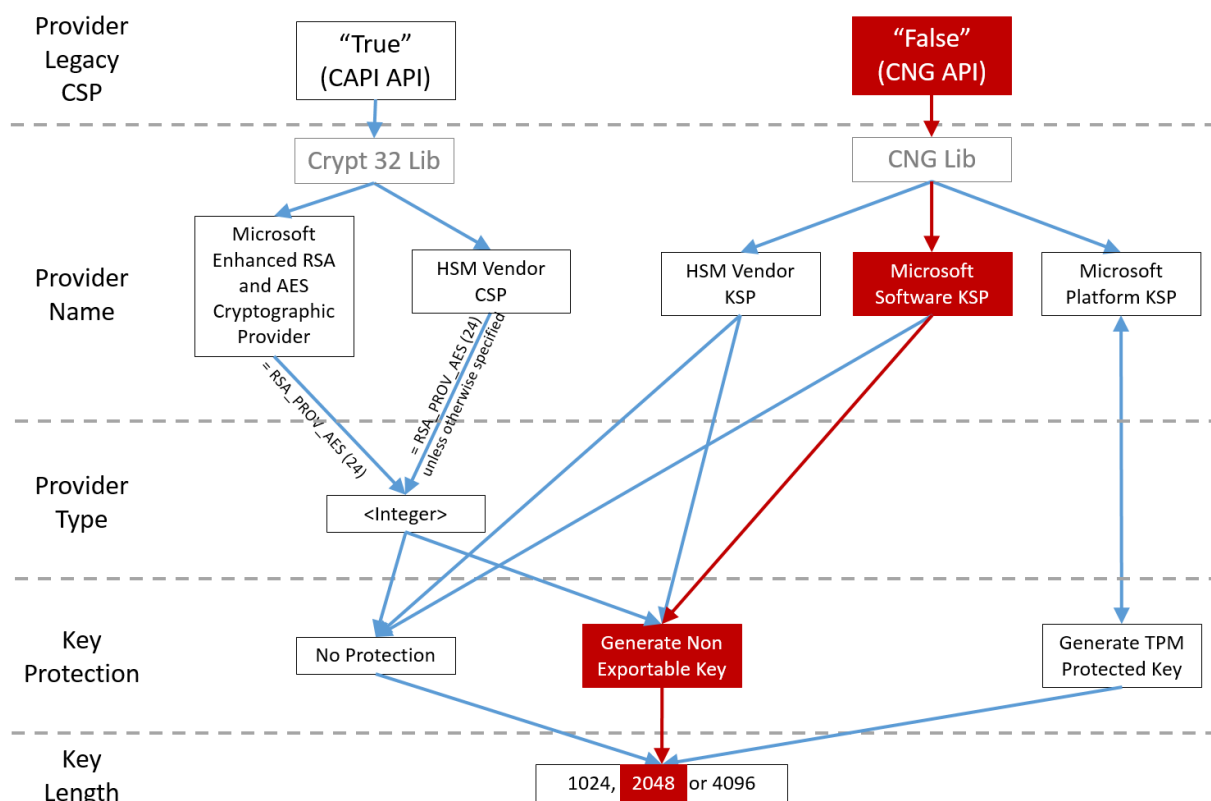 Provider
Legacy
CSP
“True”
(CAPI API)
“False”
(CNG API)
Crypt 32 Lib
CNG Lib
Provider
Name
Microsoft
Enhanced RSA
and AES
Cryptographic
Provider
HSM Vendor
CSP
HSM Vendor
KSP
Microsoft
Software KSP
Microsoft
Platform KSP
= RSA_PROV_AES (24)
= RSA_PROV_AES (24)
unless otherwise specified
Provider
Type
<Integer>
Key
Protection
No Protection
Generate Non
Exportable Key
Generate TPM
Protected Key
Key
Length
1024, 2048 or 4096